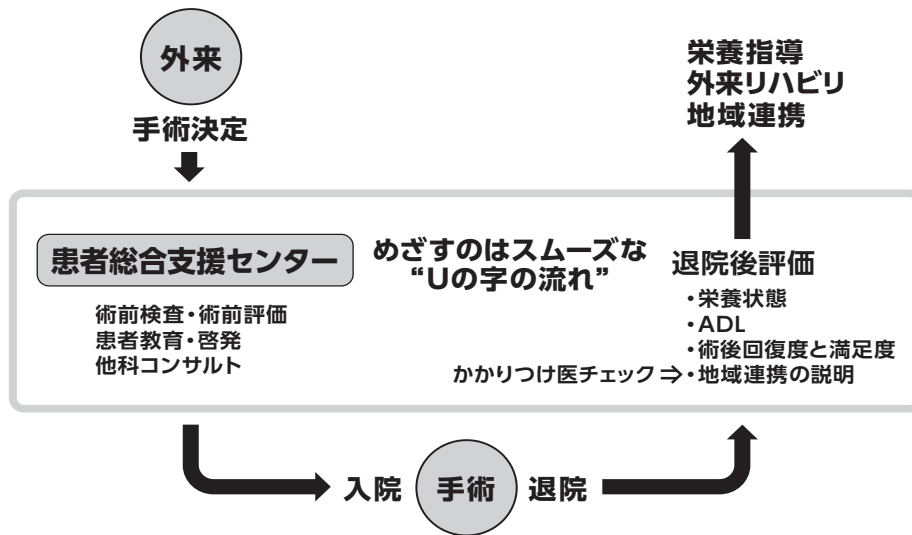 外来
手術決定
患者総合支援センター
術前検査・術前評価
患者教育・啓発
他科コンサルト
めざすのはスムーズな
“Uの字の流れ”
入院
手術
退院
栄養指導
外来リハビリ
地域連携
退院後評価
・栄養状態
・ADL
・術後回復度と満足度
かかりつけ医チェック⇒・地域連携の説明